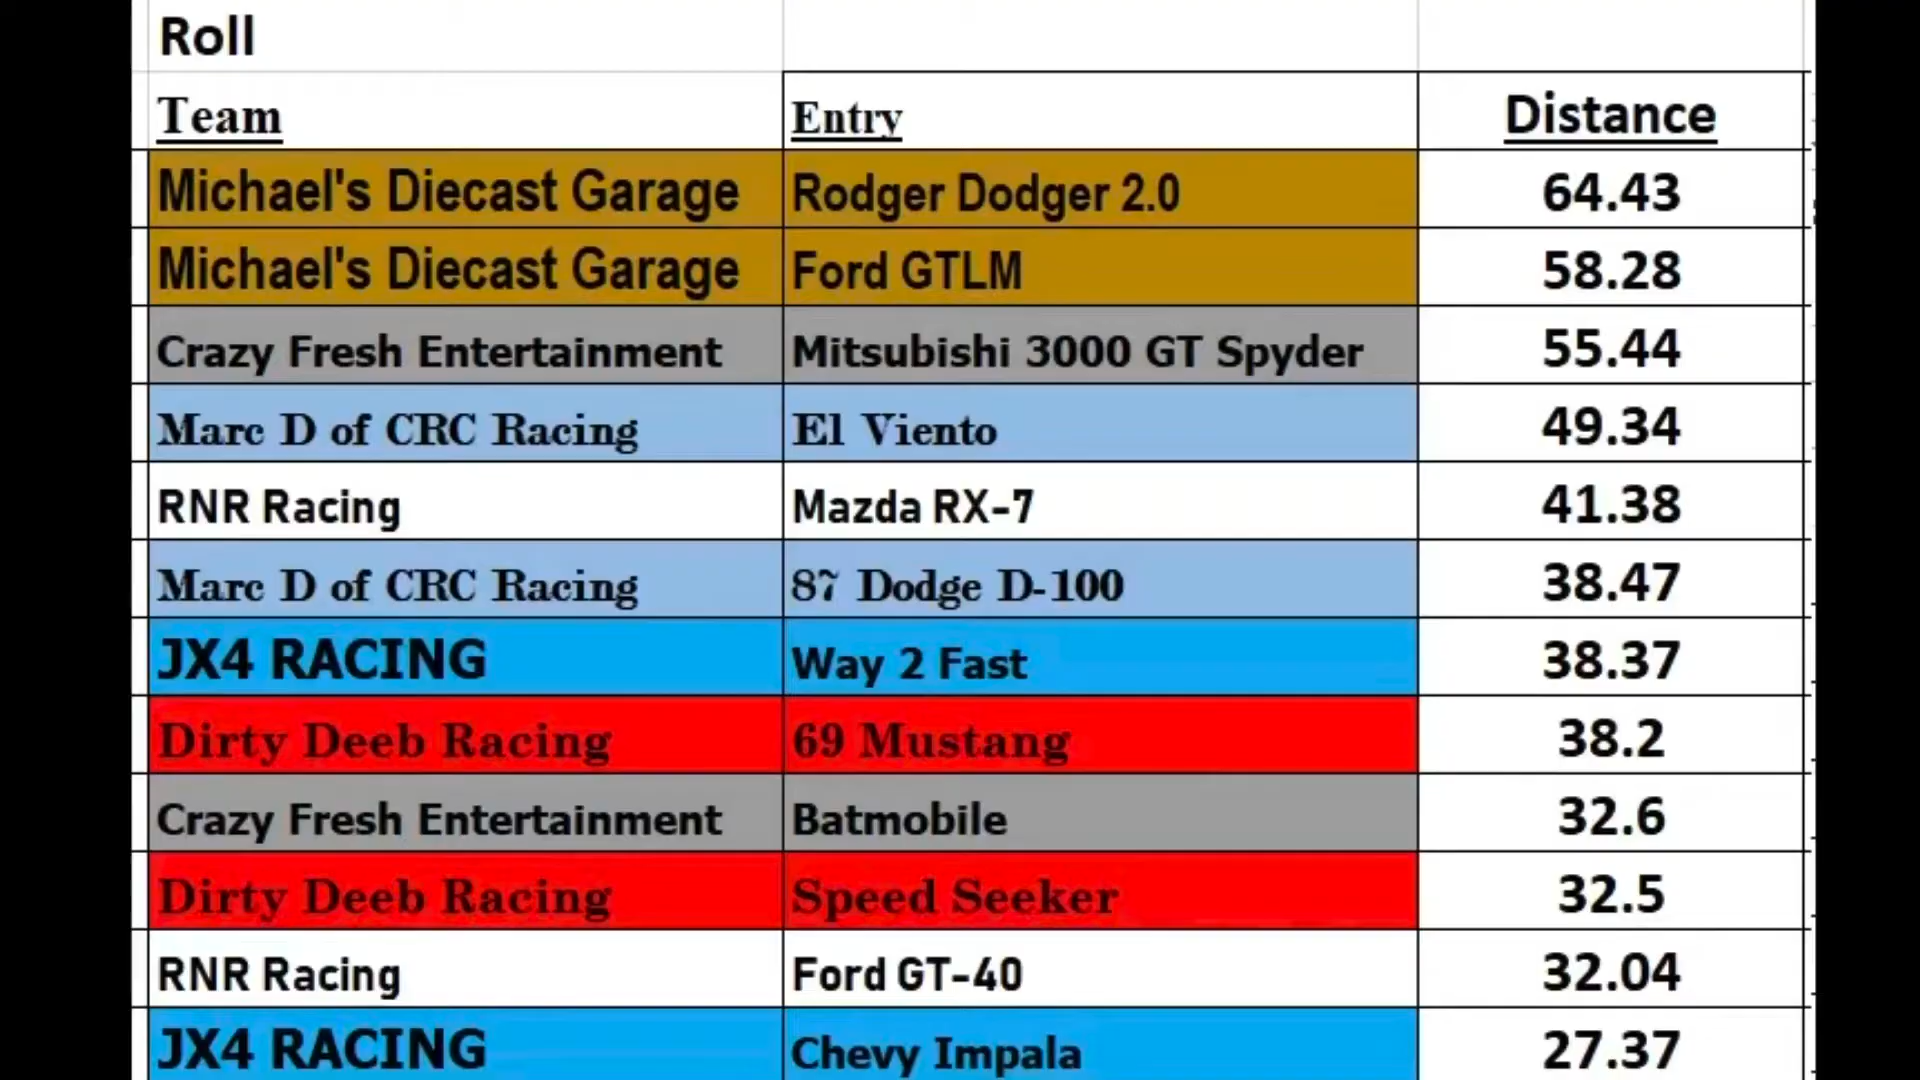 Roll
Team Entry Distance
Michael's Diecast Garage Rodger Dodger 2.0 64.43
Michael's Diecast Garage Ford GTLM 58.28
Crazy Fresh Entertainment Mitsubishi 3000 GT Spyder 55.44
Marc D of CRC Racing El Viento 49.34
RNR Racing Mazda RX-7 41.38
Marc D of CRC Racing 87 Dodge D-100 38.47
JX4 RACING Way 2 Fast 38.37
Dirty Deeb Racing 69 Mustang 38.2
Crazy Fresh Entertainment Batmobile 32.6
Dirty Deeb Racing Speed Seeker 32.5
RNR Racing Ford GT-40 32.04
JX4 RACING Chevy Impala 27.37